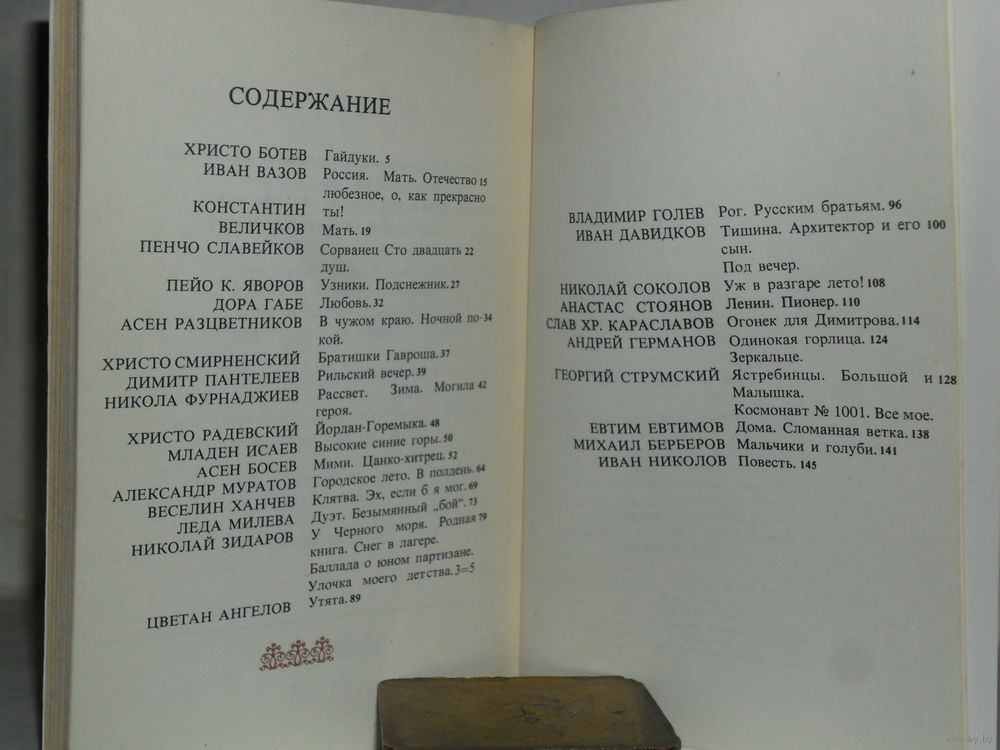 СОДЕРЖАНИЕ
ХРИСТО БОТЕВ Гайдуки. 5
ИВАН ВАЗОВ Россия. Мать. Отечество 15
любезное, о, как прекрасно
КОНСТАНТИН ты!
ВЕЛИЧКОВ Мать. 19
ПЕНЧО СЛАВЕЙКОВ Сорванец Сто двадцать 22
душ.
ПЕЙО К. ЯВОРОВ Узники. Подснежник. 27
ДОРА ГАБЕ Любовь. 32
АСЕН РАЗЦВЕТНИКОВ В чужом краю. Ночной по- 34
кой.
ХРИСТО СМИРНЕНСКИЙ Братишки Гавроша. 37
ДИМИТР ПАНТЕЛЕЕВ Рильский вечер. 39
НИКОЛА ФУРНАДЖИЕВ Рассвет. Зима. Могила 42
героя.
ХРИСТО РАДЕВСКИЙ Йордан-Горемыка. 48
МЛАДЕН ИСАЕВ Высокие синие горы. 50
АСЕН БОСЕВ Мими. Цанко-хитрец. 52
АЛЕКСАНДР МУРАТОВ Городское лето. В полдень. 64
ВЕСЕЛИН ХАНЧЕВ Клятва. Эх, если б я мог. 69
ЛЕДА МИЛЕВА Дуэт. Безымянный „бой". 73
НИКОЛАЙ ЗИДАРОВ У Черного моря. Родная 79
книга. Снег в лагере.
Баллада о юном партизане.
Улочка моего детства. 3=5
ЦВЕТАН АНГЕЛОВ Утята. 89
ВЛАДИМИР ГОЛЕВ Рог. Русским братьям. 96
ИВАН ДАВИДКОВ Тишина. Архитектор и его 100
сын.
Под вечер.
НИКОЛАЙ СОКОЛОВ Уж в разгаре лето! 108
АНАСТАС СТОЯНОВ Ленин. Пионер. 110
СЛАВ ХР. КАРАСЛАВОВ Огонек для Димитрова. 114
АНДРЕЙ ГЕРМАНОВ Одинокая горлица. 124
Зеркальце.
ГЕОРГИЙ СТРУМСКИЙ Ястребинцы. Большой и 128
Малышка.
Космонавт № 1001. Все мое.
ЕВТИМ ЕВТИМОВ Дома. Сломанная ветка. 138
МИХАИЛ БЕРБЕРОВ Мальчики и голуби. 141
ИВАН НИКОЛОВ Повесть. 145
www.ay.by